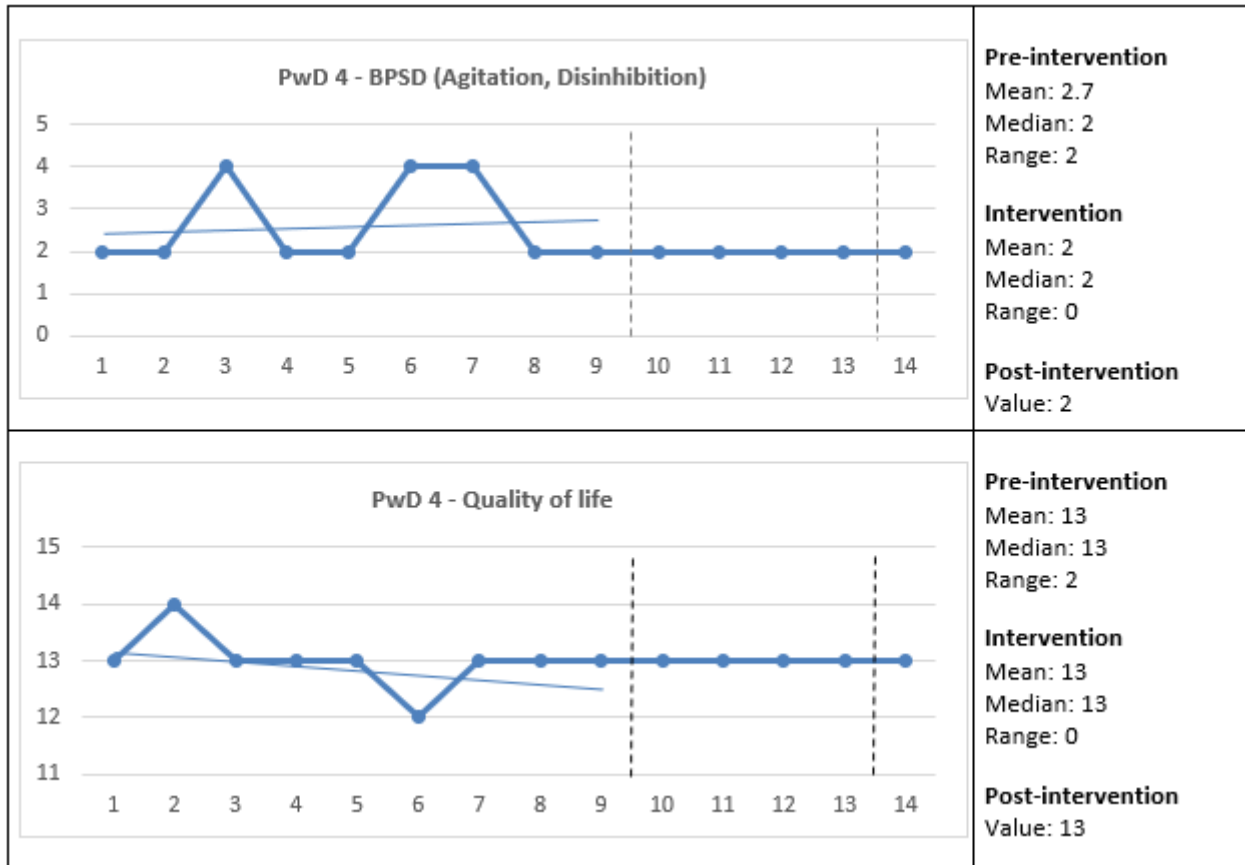 PwD 4 - BPSD (Agitation, Disinhibition)
5
4
3
2
1
0
1 2 3 4 5 6 7 8 9 10 11 12 13 14
Pre-intervention
Mean: 2.7
Median: 2
Range: 2
Intervention
Mean: 2
Median: 2
Range: 0
Post-intervention
Value: 2
PwD 4 - Quality of life
15
14
13
12
11
1 2 3 4 5 6 7 8 9 10 11 12 13 14
Pre-intervention
Mean: 13
Median: 13
Range: 2
Intervention
Mean: 13
Median: 13
Range: 0
Post-intervention
Value: 13